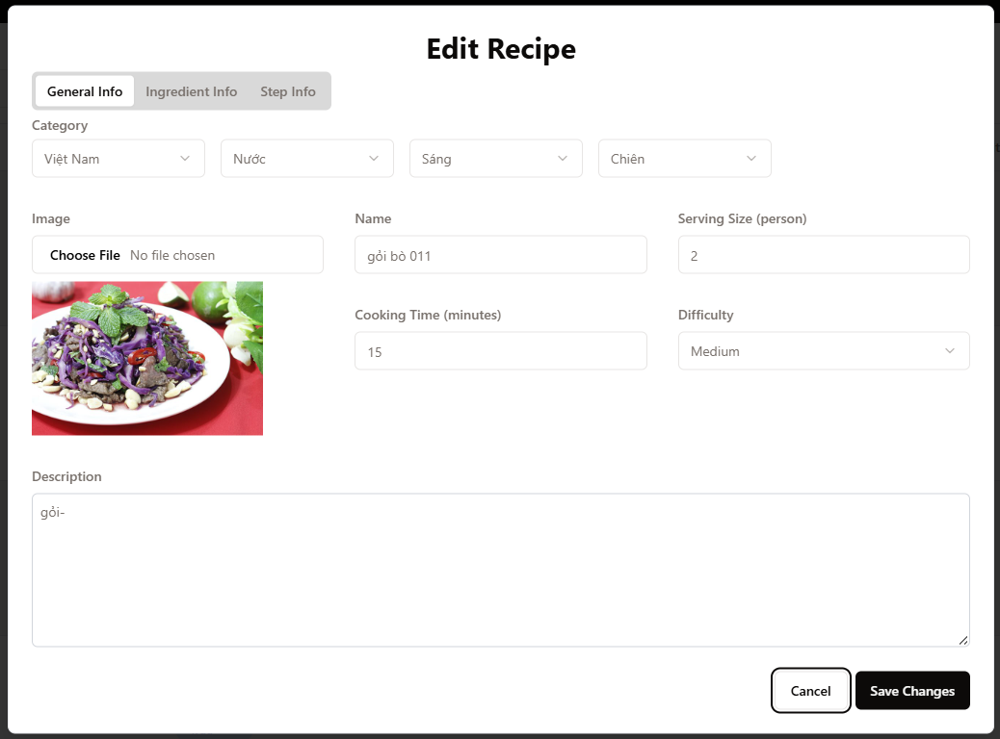 Edit Recipe
General Info Ingredient Info Step Info
Category
Việt Nam Nước Sáng Chiên
Image Name Serving Size (person)
Choose File No file chosen gỏi bò 011 2
Cooking Time (minutes) Difficulty
15 Medium
Description
gỏi-
Cancel Save Changes